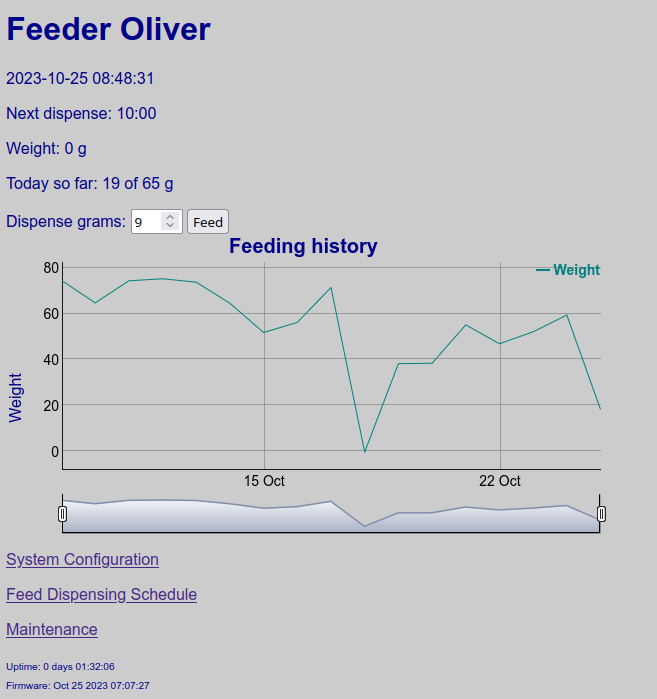 Feeder Oliver
2023-10-25 08:48:31
Next dispense: 10:00
Weight: 0 g
Today so far: 19 of 65 g
Dispense grams: 9 Feed
Feeding history
Weight
80
60
40
20
0
Weight
15 Oct 22 Oct
System Configuration
Feed Dispensing Schedule
Maintenance
Uptime: 0 days 01:32:06
Firmware: Oct 25 2023 07:07:27